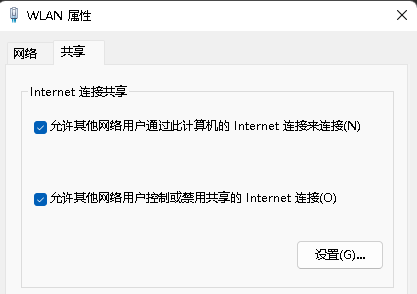 WLAN 属性
网络
共享
Internet 连接共享
允许其他网络用户通过此计算机的 Internet 连接来连接(N)
允许其他网络用户控制或禁用共享的 Internet 连接(O)
设置(G)...